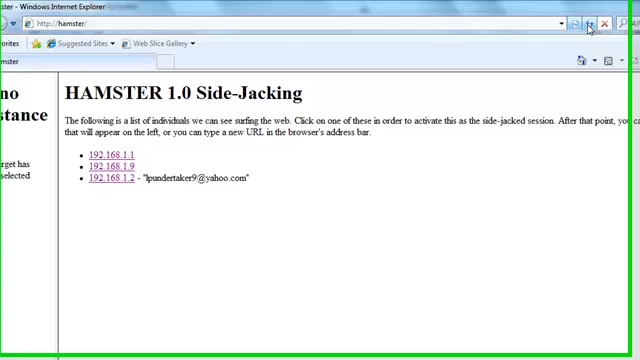 ster - Windows Internet Explorer
http://hamster/
orites
Suggested Sites
Web Slice Gallery
mster
no
stance
arget has
selected
HAMSTER 1.0 Side-Jacking
The following is a list of individuals we can see surfing the web. Click on one of these in order to activate this as the side-jacked session. After that point, you ca
that will appear on the left, or you can type a new URL in the browser's address bar.
192.168.1.1
192.168.1.9
192.168.1.2 - "lpundertaker9@yahoo.com"